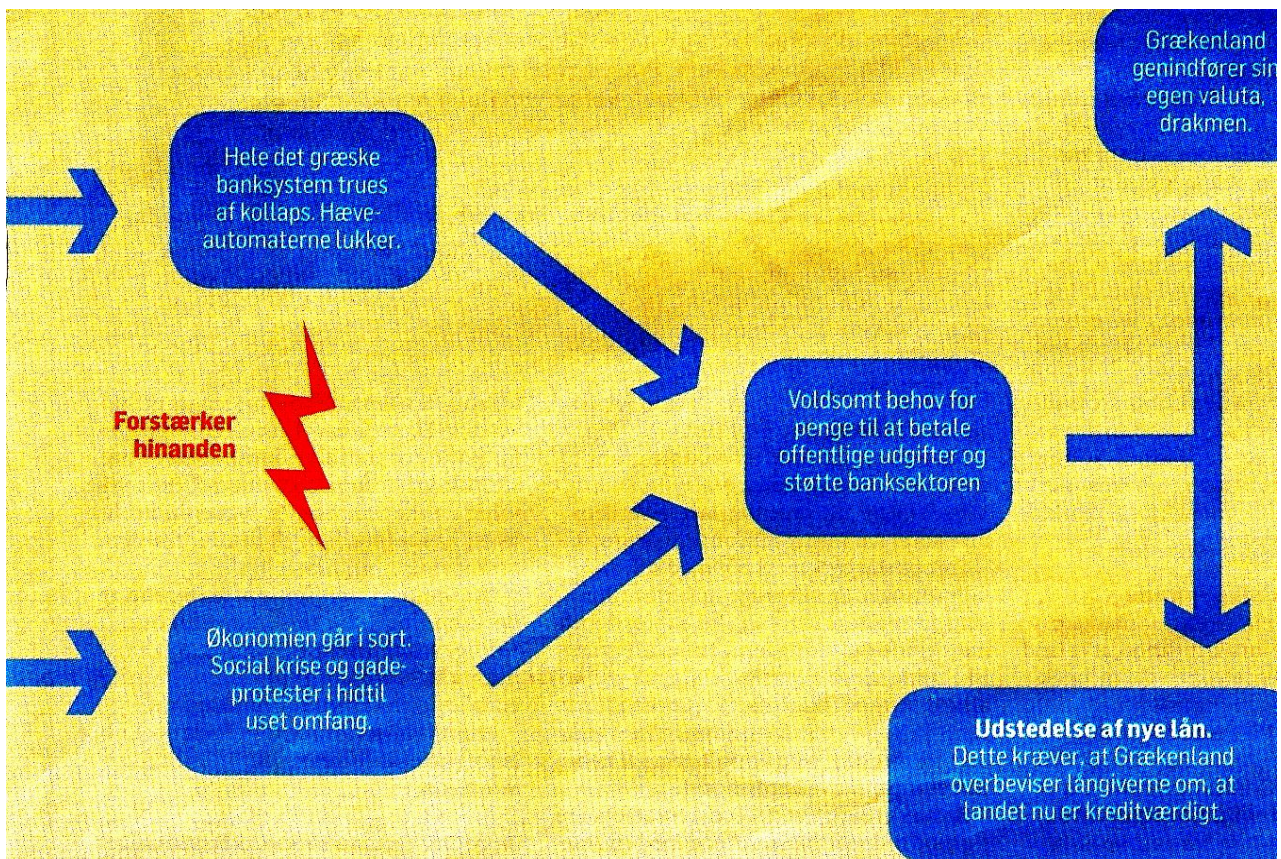 Grækenland
genindfører sin
egen valuta,
drakmen.
Hele det græske
banksystem trues
af kollaps. Hæve-
automaterne lukker.
Forstærker
hinanden
Voldsomt behov for
penge til at betale
offentlige udgifter og
støtte banksektoren
Økonomien går i sort.
Social krise og gade-
protester i hidtil
uset omfang.
Udstedelse af nye lån.
Dette kræver, at Grækenland
overbeviser långiverne om, at
landet nu er kreditværdigt.